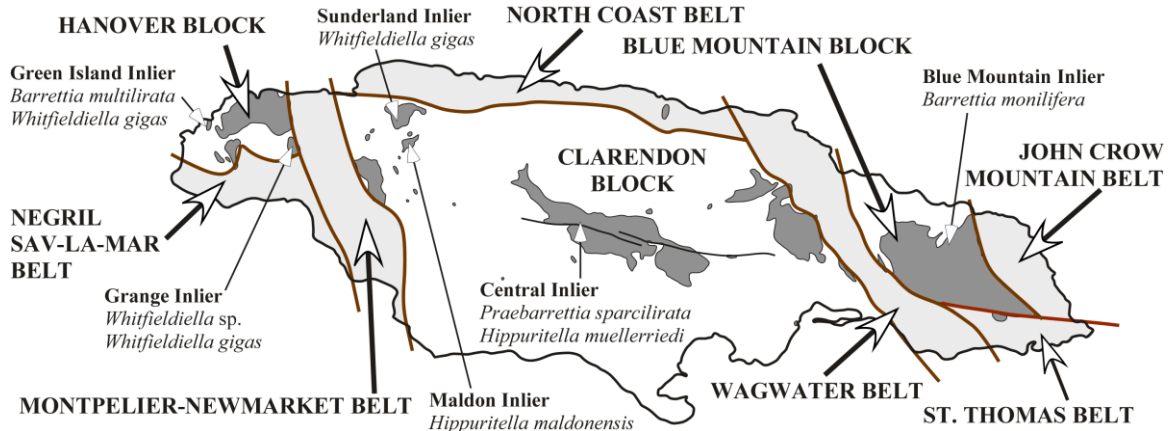 HANOVER BLOCK
Sunderland Inlier
Whitfieldiella gigas
NORTH COAST BELT
BLUE MOUNTAIN BLOCK
Green Island Inlier
Barrettia multilirata
Whitfieldiella gigas
Blue Mountain Inlier
Barrettia monilifera
CLARENDON
BLOCK
JOHN CROW
MOUNTAIN BELT
NEGRIL
SAV-LA-MAR
BELT
Grange Inlier
Whitfieldiella sp.
Whitfieldiella gigas
Central Inlier
Praebarrettia sparcilirata
Hippuritella muellerriedi
MONTPELIER-NEWMARKET BELT
Maldon Inlier
Hippuritella maldonensis
WAGWATER BELT
ST. THOMAS BELT